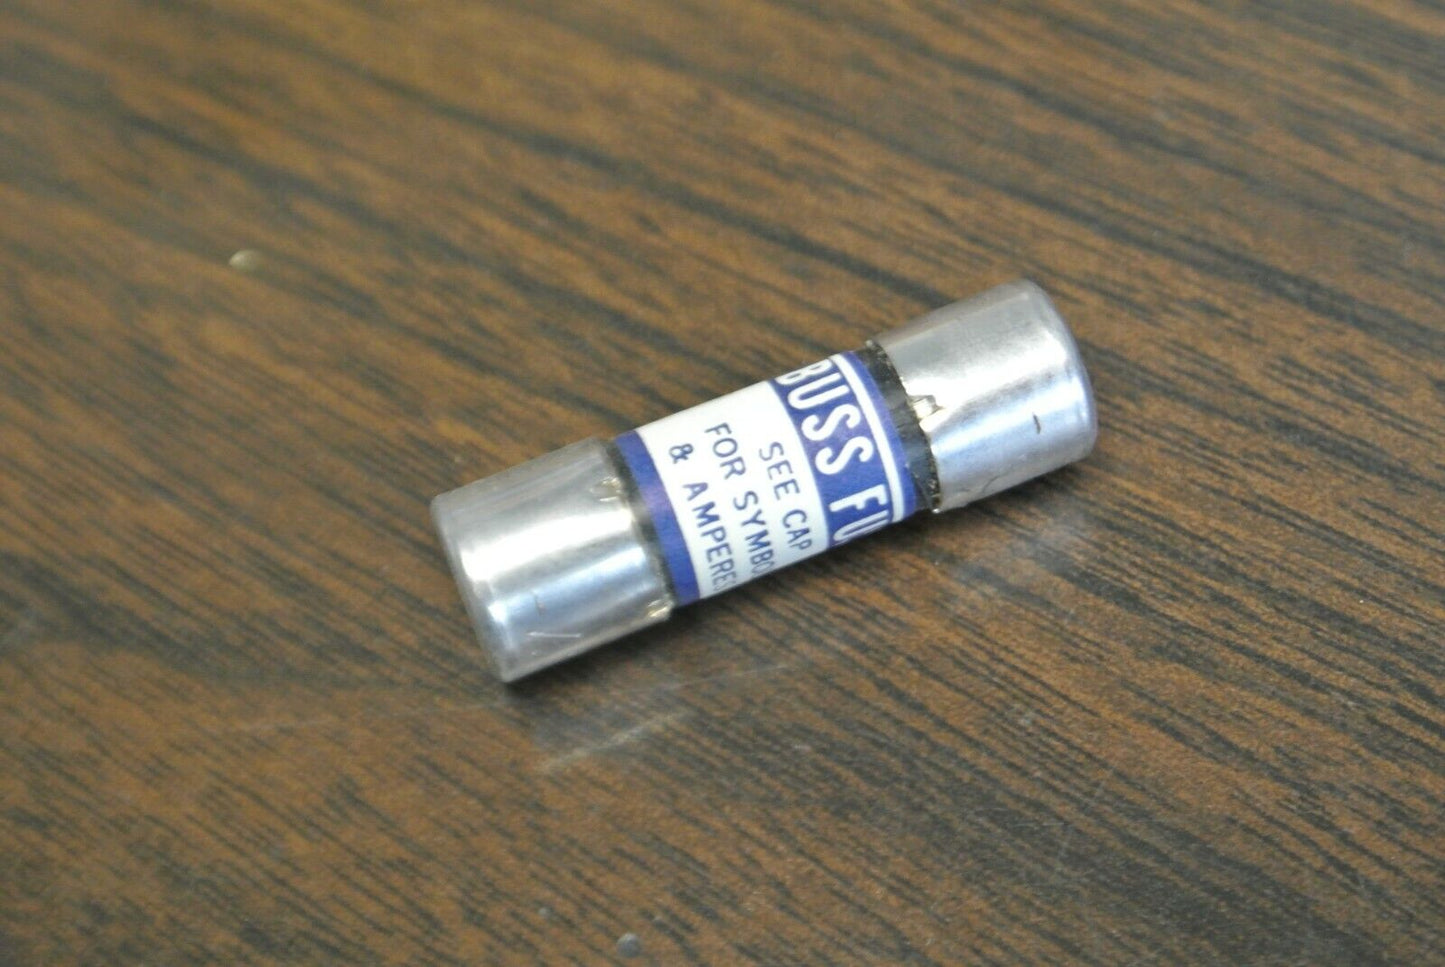 BUSS FU
SEE CAP
FOR SYMBO
& AMPERES